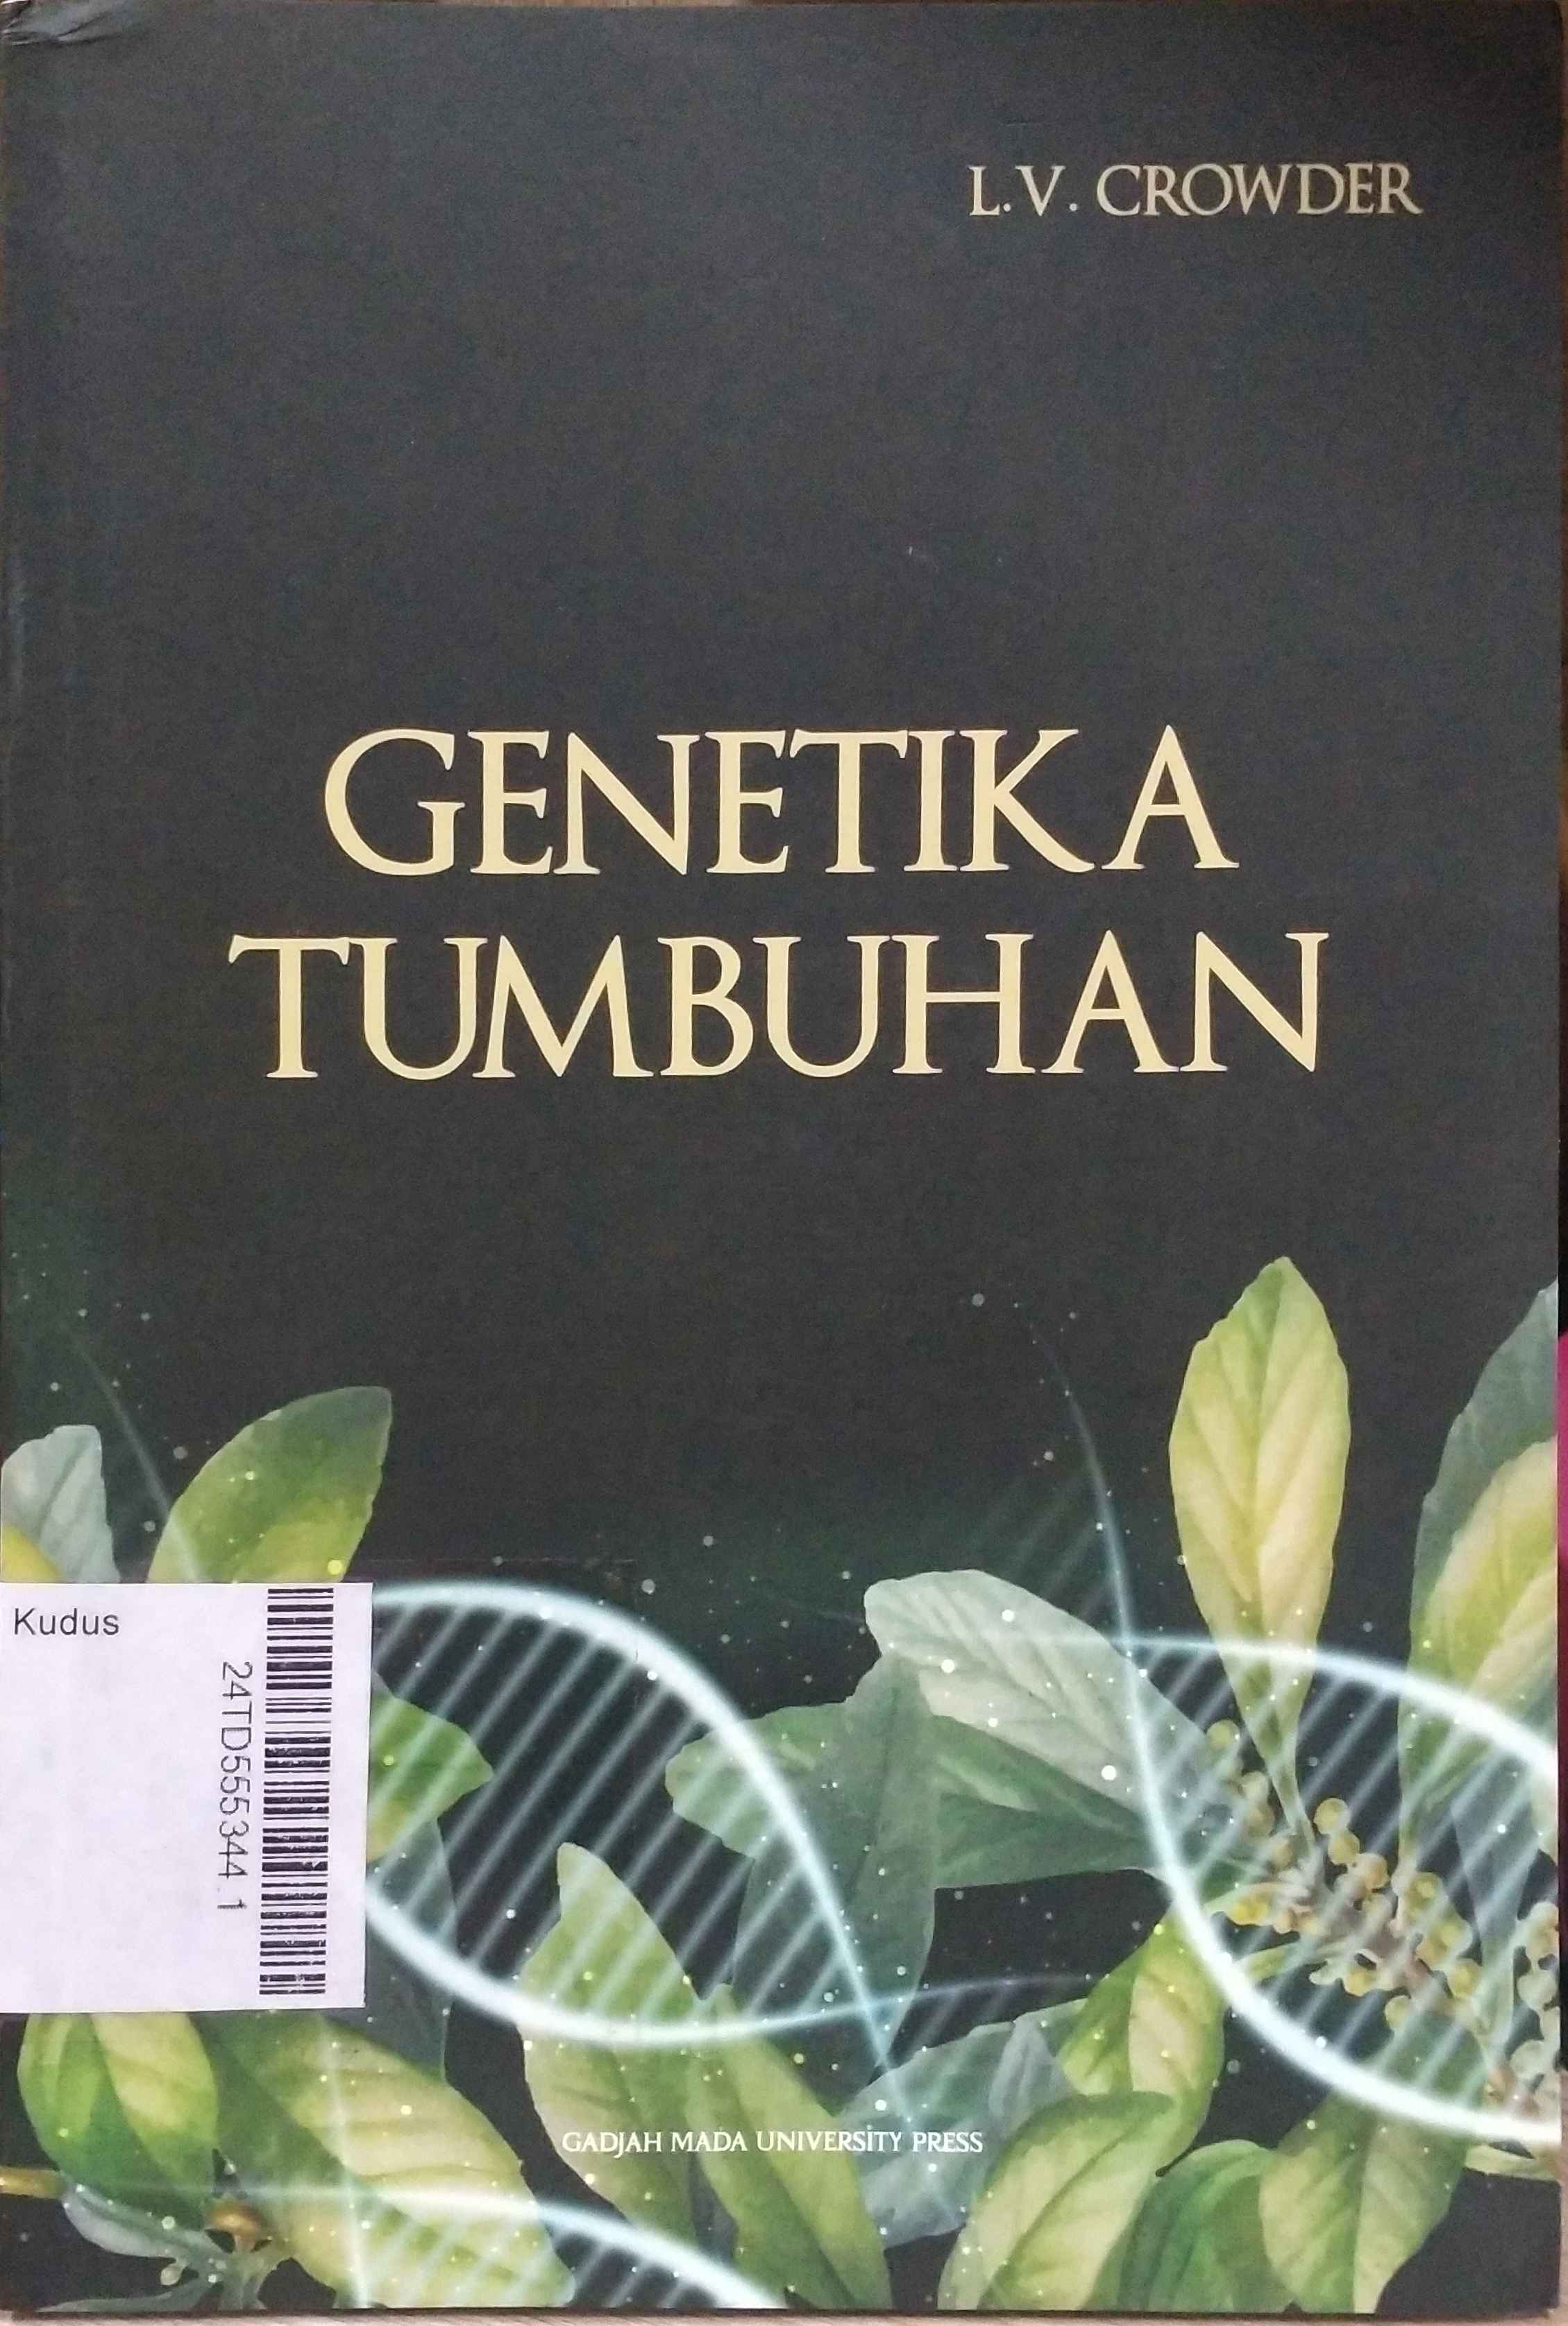 L.V. CROWDER
GENETIKA
TUMBUHAN
Kudus
24TD555344.1
GADJAH MADA UNIVERSITY PRESS